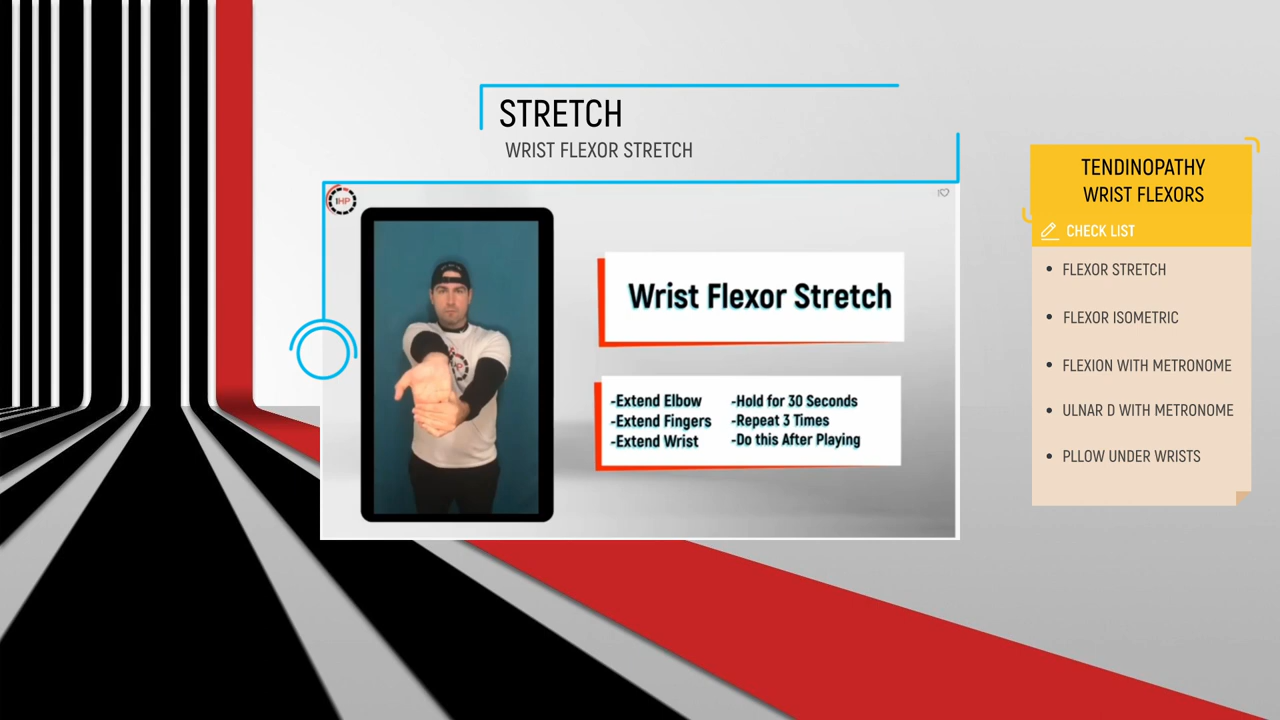 STRETCH
WRIST FLEXOR STRETCH
1HP
Wrist Flexor Stretch
-Extend Elbow
-Extend Fingers
-Extend Wrist
-Hold for 30 Seconds
-Repeat 3 Times
-Do this After Playing
HP
TENDINOPATHY
WRIST FLEXORS
CHECK LIST
• FLEXOR STRETCH
• FLEXOR ISOMETRIC
• FLEXION WITH METRONOME
• ULNAR D WITH METRONOME
• PLLOW UNDER WRISTS